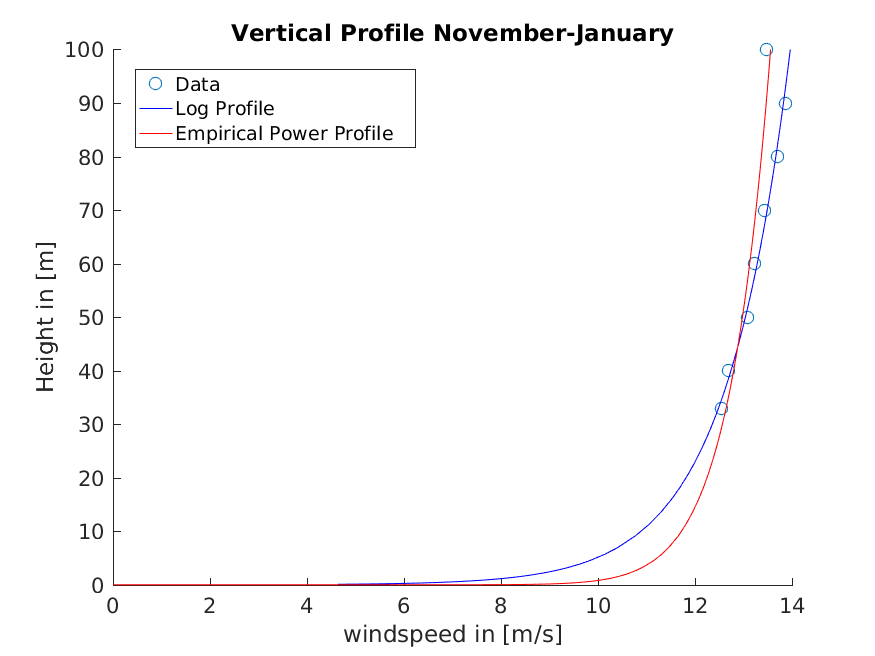 Vertical Profile November-January
100
90
80
70
60
50
40
30
20
10
0
Height in [m]
Data
Log Profile
Empirical Power Profile
0 2 4 6 8 10 12 14
windspeed in [m/s]